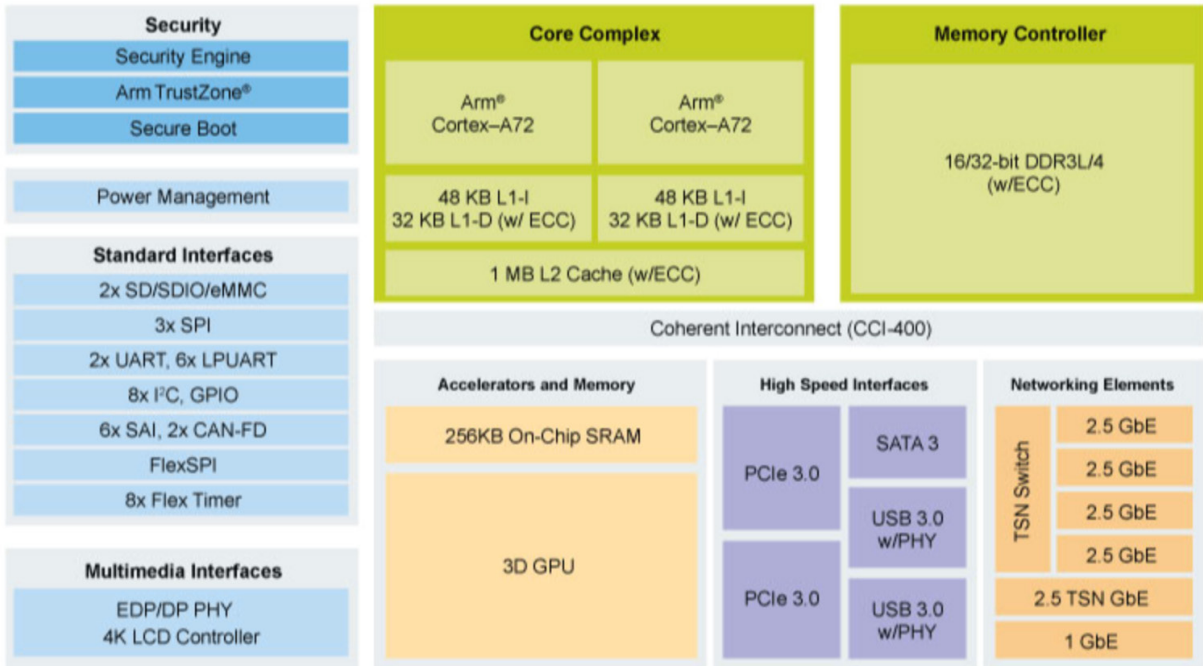 Security
Security Engine
Arm TrustZone®
Secure Boot
Power Management
Standard Interfaces
2x SD/SDIO/eMMC
3x SPI
2x UART, 6x LPUART
8x I²C, GPIO
6x SAI, 2x CAN-FD
FlexSPI
8x Flex Timer
Multimedia Interfaces
EDP/DP PHY
4K LCD Controller
Core Complex
Arm®
Cortex–A72
Arm®
Cortex–A72
48 KB L1-I
32 KB L1-D (w/ ECC)
48 KB L1-I
32 KB L1-D (w/ ECC)
1 MB L2 Cache (w/ECC)
Memory Controller
16/32-bit DDR3L/4
(w/ECC)
Coherent Interconnect (CCI-400)
Accelerators and Memory
256KB On-Chip SRAM
3D GPU
High Speed Interfaces
PCIe 3.0
PCIe 3.0
SATA 3
USB 3.0
w/PHY
USB 3.0
w/PHY
Networking Elements
TSN Switch
2.5 GbE
2.5 GbE
2.5 GbE
2.5 GbE
2.5 TSN GbE
1 GbE